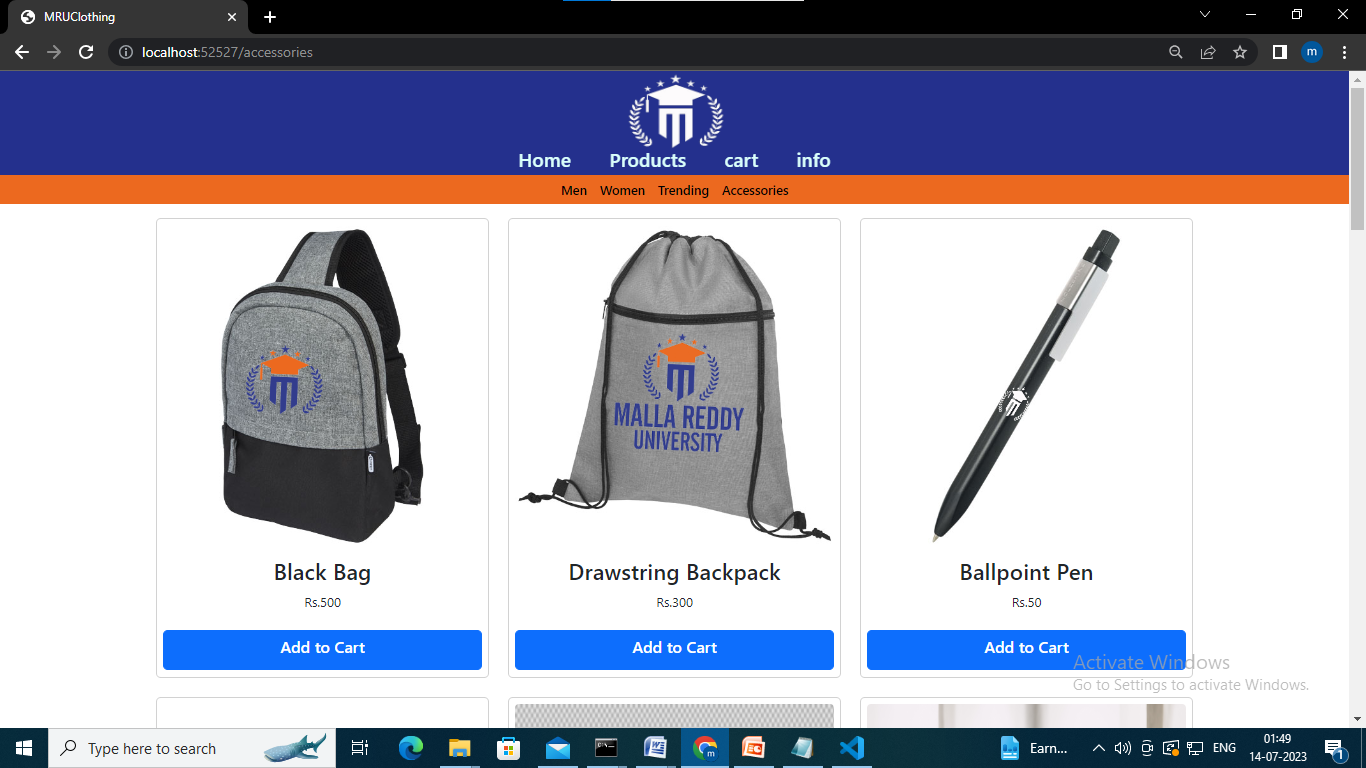 MRUClothing
localhost:52527/accessories
m
Home Products cart info
Men Women Trending Accessories
MALLA REDDY
UNIVERSITY
Black Bag
Rs.500
Add to Cart
Drawstring Backpack
Rs.300
Add to Cart
Ballpoint Pen
Rs.50
Add to Cart
Activate Windows
Go to Settings to activate Windows.
Type here to search
Earn...
ENG
01:49
14-07-2023
1